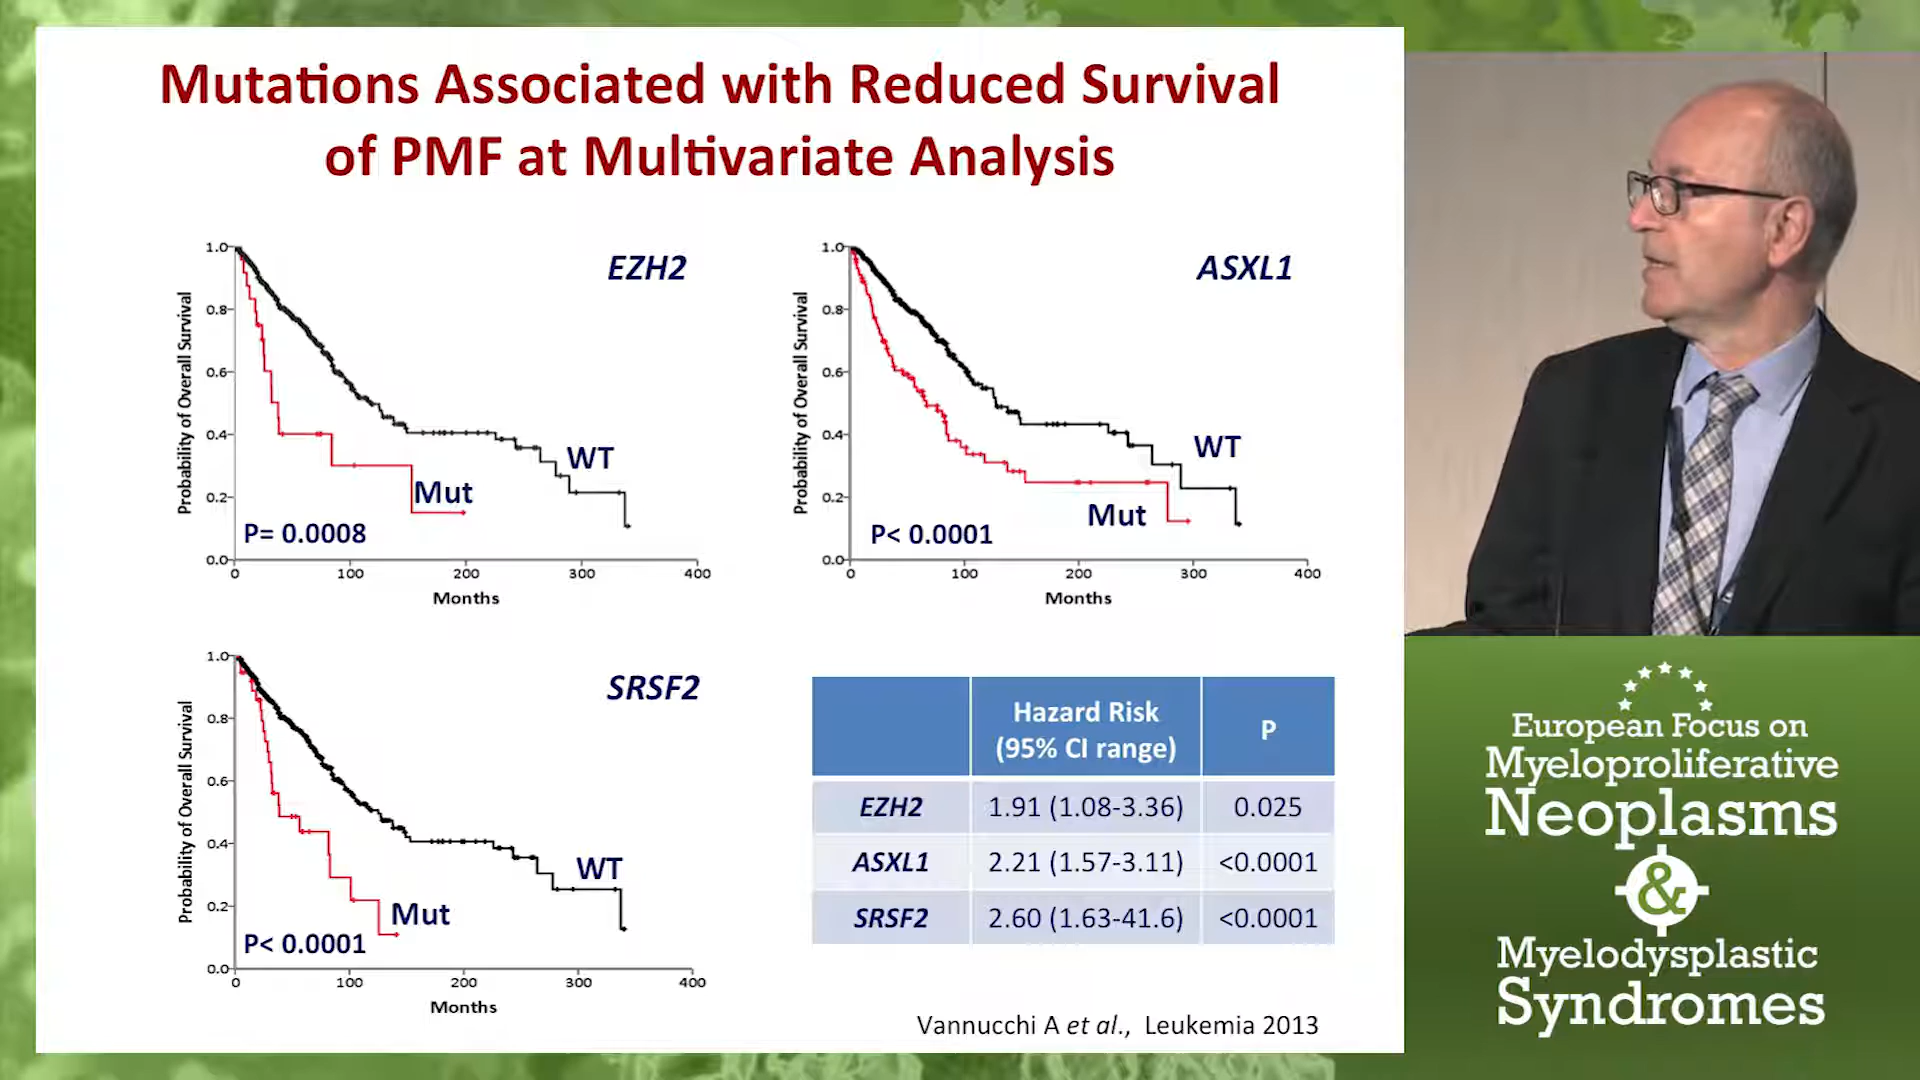 Mutations Associated with Reduced Survival
of PMF at Multivariate Analysis
EZH2
Probability of Overall Survival
1.0
0.8
0.6
0.4
0.2
0.0
WT
Mut
P= 0.0008
0 100 200 300 400
Months
ASXL1
Probability of Overall Survival
1.0
0.8
0.6
0.4
0.2
0.0
WT
Mut
P< 0.0001
0 100 200 300 400
Months
SRSF2
Probability of Overall Survival
1.0
0.8
0.6
0.4
0.2
0.0
WT
Mut
P< 0.0001
0 100 200 300 400
Months
Hazard Risk
(95% CI range)
P
EZH2 1.91 (1.08-3.36) 0.025
ASXL1 2.21 (1.57-3.11) <0.0001
SRSF2 2.60 (1.63-41.6) <0.0001
Vannucchi A et al., Leukemia 2013
European Focus on
Myeloproliferative
Neoplasms
&
Myelodysplastic
Syndromes